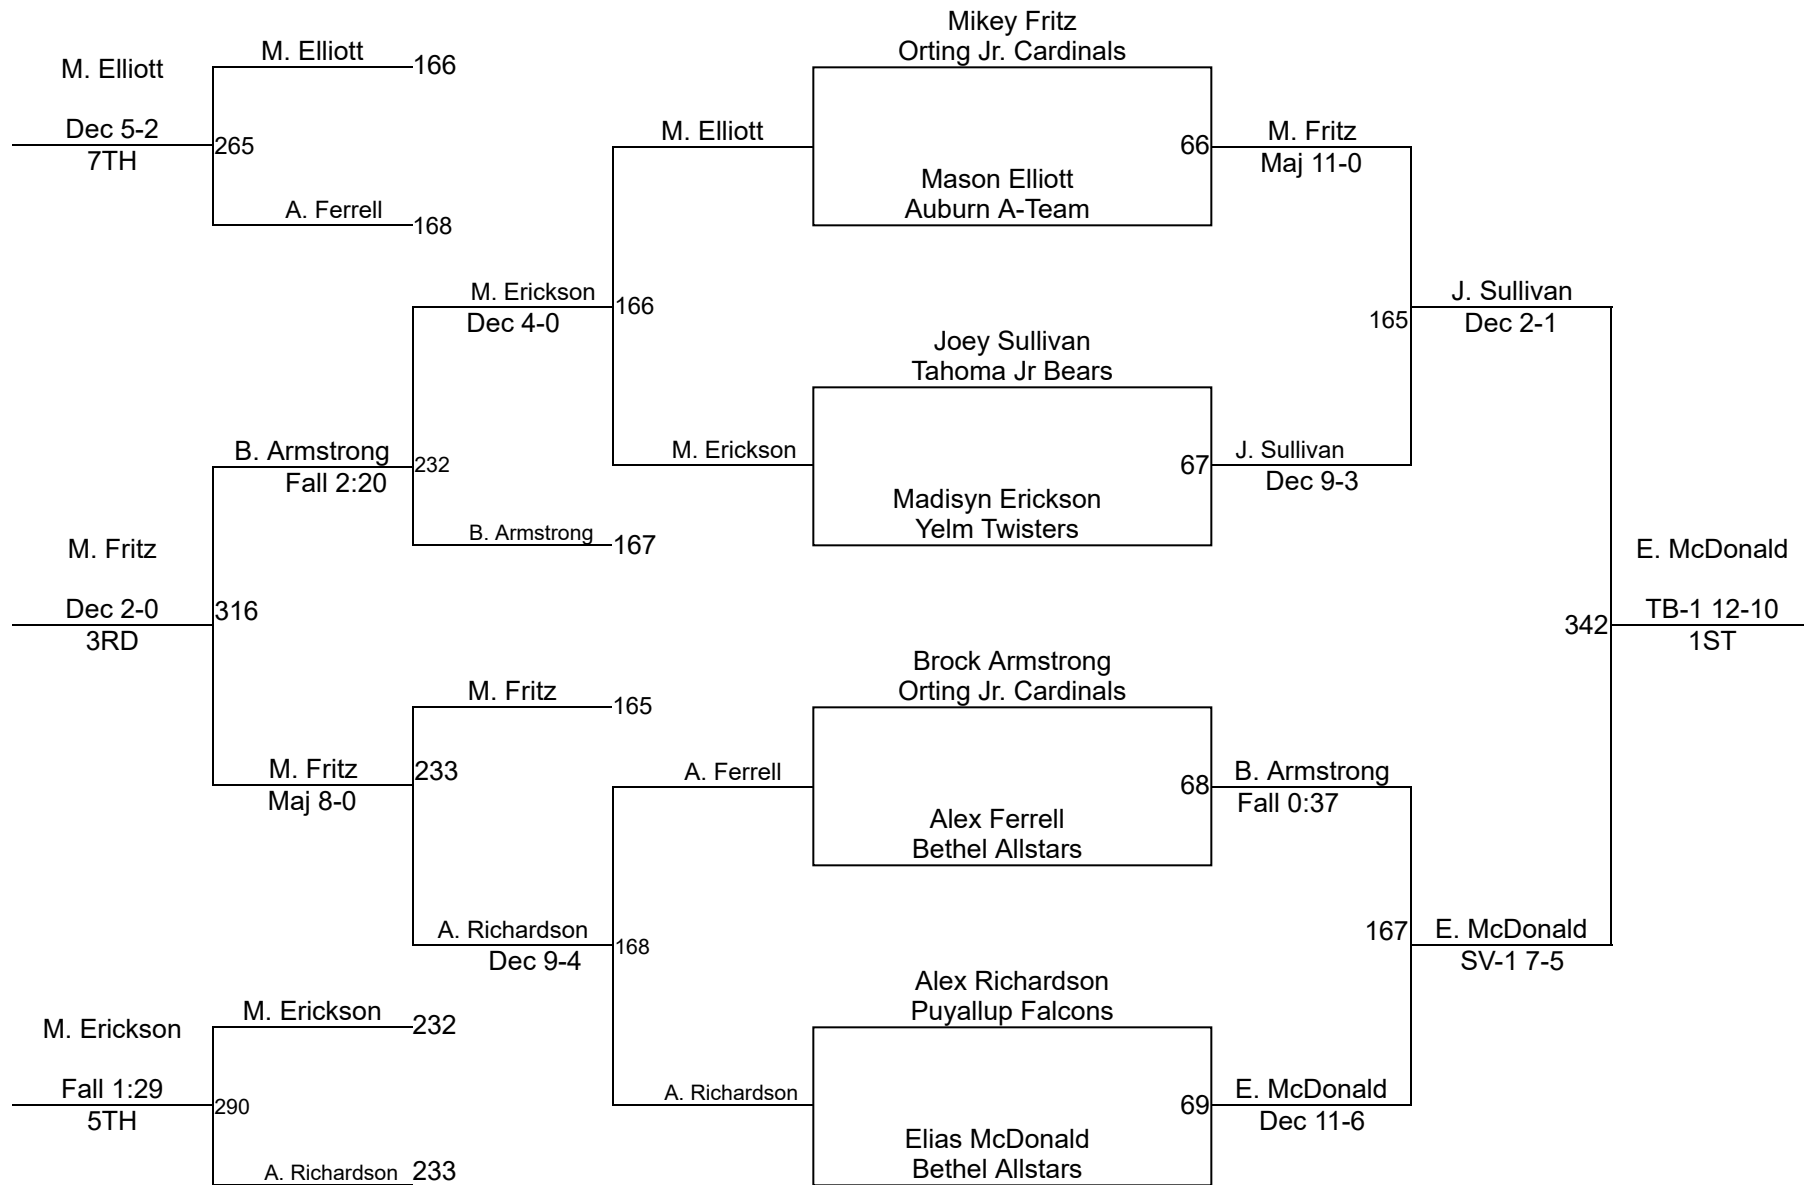 Mikey Fritz
Orting Jr. Cardinals
M. Elliott
166
M. Elliott
Dec 5-2
7TH
265
A. Ferrell
168
M. Elliott
66
M. Fritz
Maj 11-0
Mason Elliott
Auburn A-Team
M. Erickson
Dec 4-0
166
165
J. Sullivan
Dec 2-1
Joey Sullivan
Tahoma Jr Bears
B. Armstrong
Fall 2:20
232
M. Erickson
67
J. Sullivan
Dec 9-3
Madisyn Erickson
Yelm Twisters
B. Armstrong
167
M. Fritz
Dec 2-0
3RD
316
E. McDonald
342
TB-1 12-10
1ST
Brock Armstrong
Orting Jr. Cardinals
M. Fritz
165
M. Fritz
Maj 8-0
233
A. Ferrell
68
B. Armstrong
Fall 0:37
Alex Ferrell
Bethel Allstars
A. Richardson
Dec 9-4
168
167
E. McDonald
SV-1 7-5
Alex Richardson
Puyallup Falcons
M. Erickson
232
M. Erickson
Fall 1:29
5TH
290
A. Richardson
69
E. McDonald
Dec 11-6
Elias McDonald
Bethel Allstars
A. Richardson
233